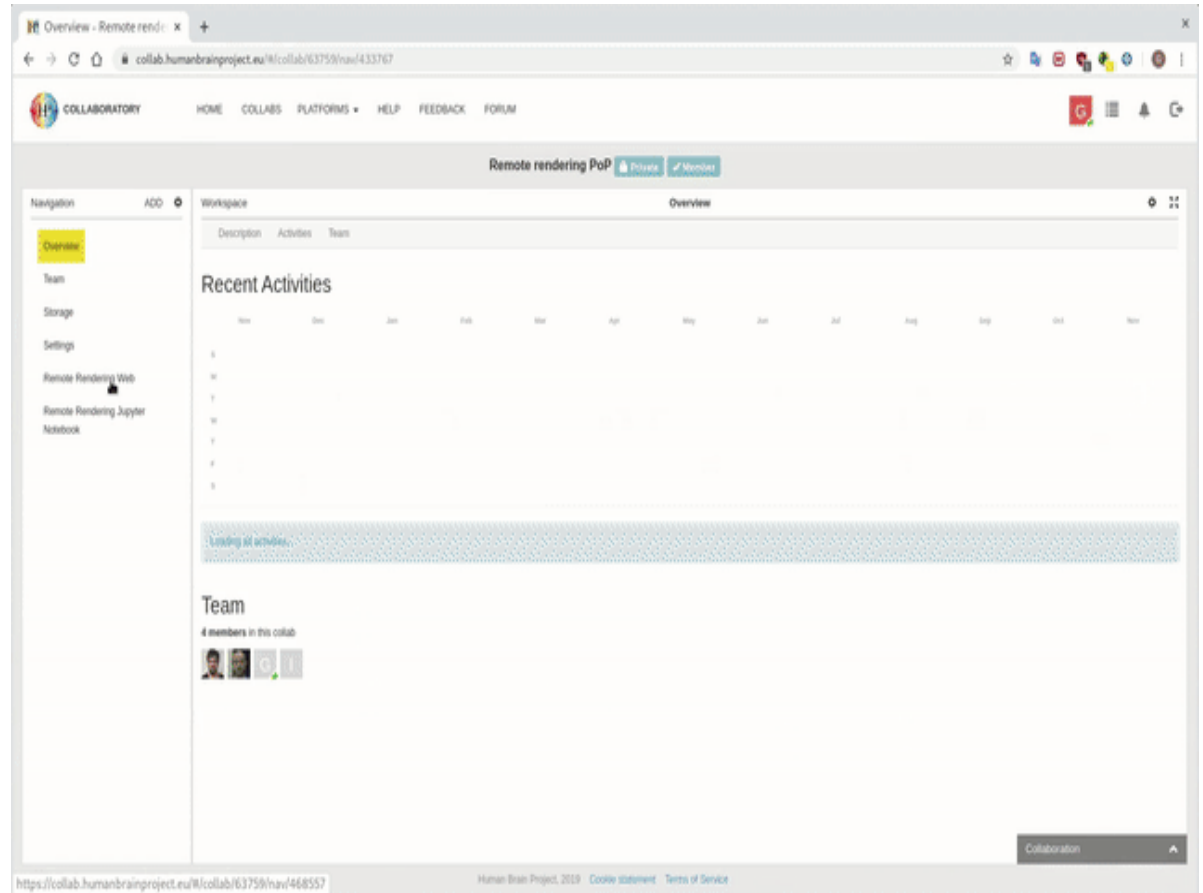 Overview - Remote rende
collab.humanbrainproject.eu/#/collab/63759/nav/433767
COLLABORATORY HOME COLLABS PLATFORMS HELP FEEDBACK FORUM G
Remote rendering PoP Private Member
Navigation ADD Workspace Overview
Description Activities Team
Overview
Team
Storage
Settings
Remote Rendering Web
Remote Rendering Jupyter
Notebook
Recent Activities
Nov Dec Jan Feb Mar Apr May Jun Jul Aug Sep Oct Nov
S
M
T
W
T
F
S
Loading all activities...
Team
4 members in this collab
G I
Collaboration
https://collab.humanbrainproject.eu/#/collab/63759/nav/468557
Human Brain Project, 2019 Cookie statement Terms of Service